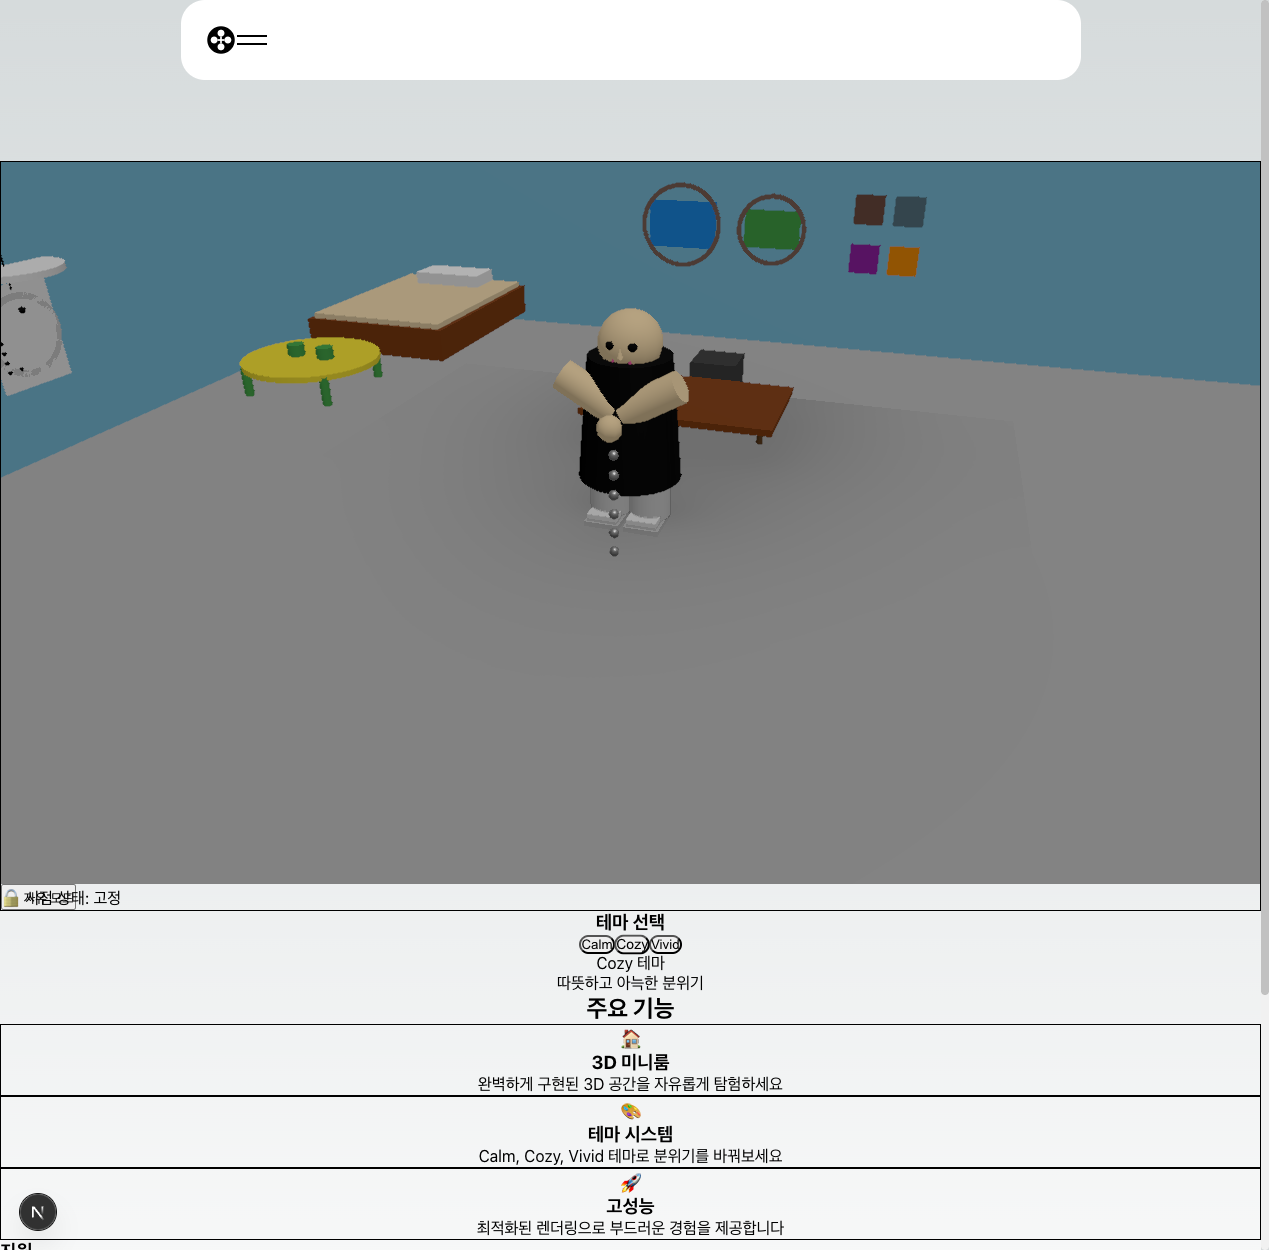 시점 상태: 고정
테마 선택
Calm Cozy Vivid
Cozy 테마
따뜻하고 아늑한 분위기
주요 기능
3D 미니룸
완벽하게 구현된 3D 공간을 자유롭게 탐험하세요
테마 시스템
Calm, Cozy, Vivid 테마로 분위기를 바꿔보세요
고성능
최적화된 렌더링으로 부드러운 경험을 제공합니다
N